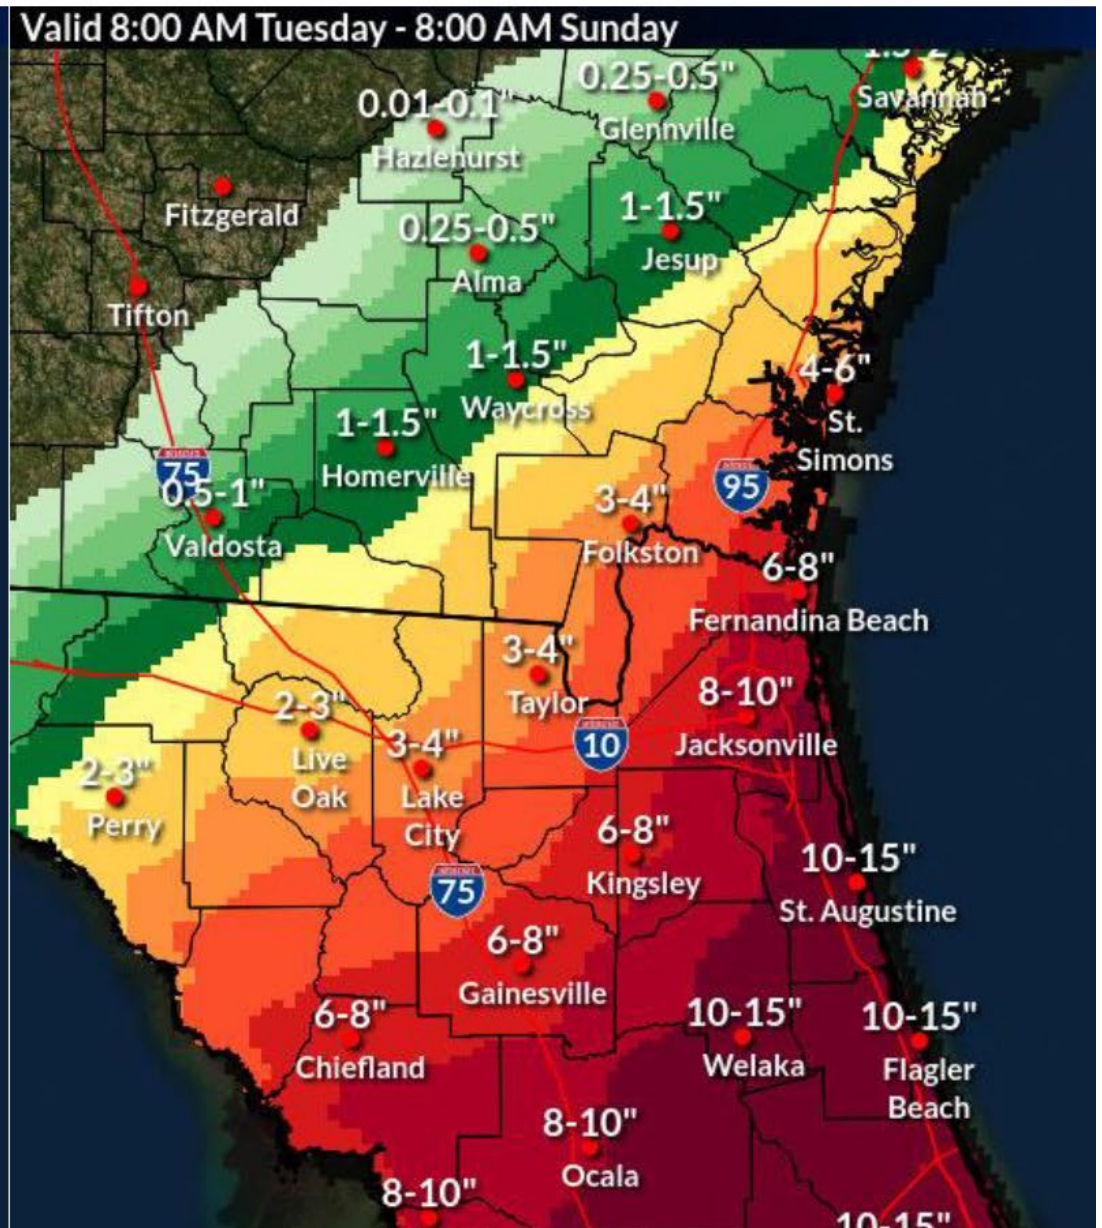 Valid 8:00 AM Tuesday - 8:00 AM Sunday
1.5-2"
Savannah
0.25-0.5"
Glennville
0.01-0.1"
Hazlehurst
Fitzgerald
1-1.5"
Jesup
0.25-0.5"
Alma
Tifton
1-1.5"
Waycross
4-6"
St.
Simons
1-1.5"
Homerville
75
0.5-1"
Valdosta
95
3-4"
Folkston
6-8"
Fernandina Beach
3-4"
Taylor
8-10"
Jacksonville
10
2-3"
Live
Oak
3-4"
Lake
City
2-3"
Perry
6-8"
Kingsley
10-15"
St. Augustine
75
6-8"
Gainesville
6-8"
Chiefland
10-15"
Welaka
10-15"
Flagler
Beach
8-10"
Ocala
8-10"
10-15"